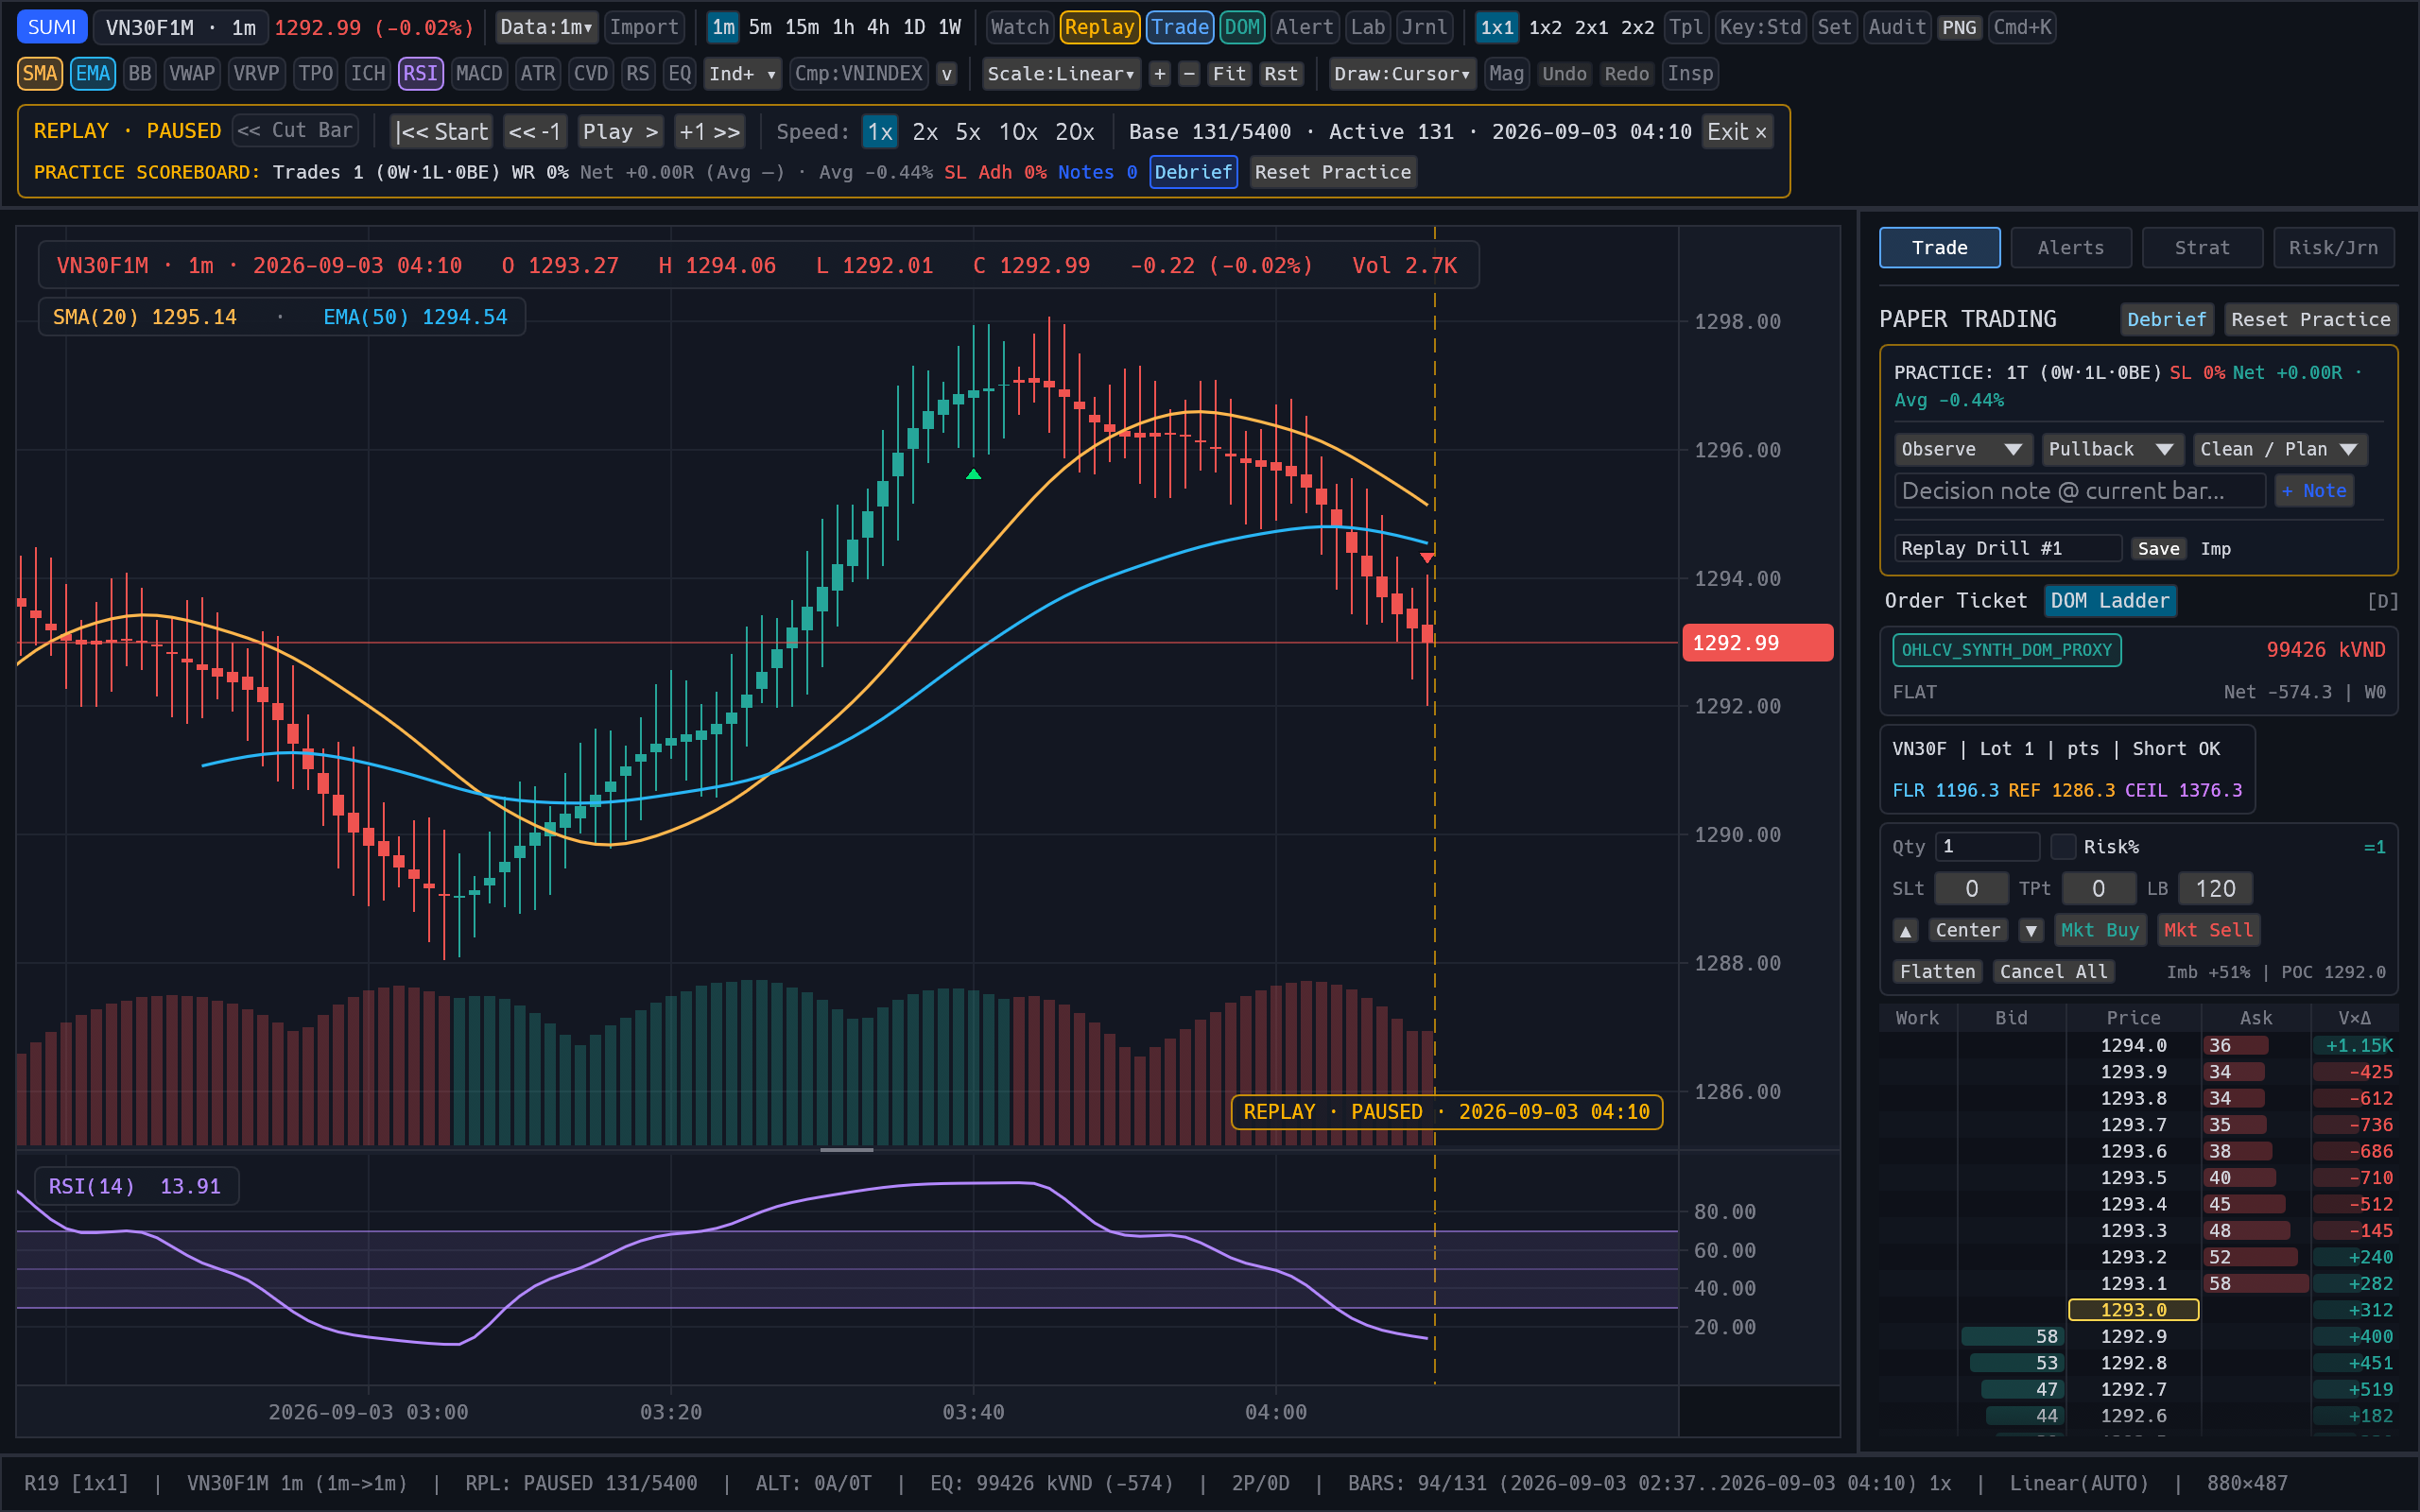 SUMI VN30F1M · 1m 1292.99 (-0.02%) Data:1m▾ Import 1m 5m 15m 1h 4h 1D 1W Watch Replay Trade DOM Alert Lab Jrnl 1x1 1x2 2x1 2x2 Tpl Key:Std Set Audit PNG Cmd+K
SMA EMA BB VWAP VRVP TPO ICH RSI MACD ATR CVD RS EQ Ind+ ▾ Cmp:VNINDEX v Scale:Linear▾ + − Fit Rst Draw:Cursor▾ Mag Undo Redo Insp
REPLAY · PAUSED << Cut Bar |<< Start << -1 Play > +1 >> Speed: 1x 2x 5x 10x 20x Base 131/5400 · Active 131 · 2026-09-03 04:10 Exit ×
PRACTICE SCOREBOARD: Trades 1 (0W·1L·0BE) WR 0% Net +0.00R (Avg —) · Avg -0.44% SL Adh 0% Notes 0 Debrief Reset Practice
VN30F1M · 1m · 2026-09-03 04:10 O 1293.27 H 1294.06 L 1292.01 C 1292.99 -0.22 (-0.02%) Vol 2.7K
SMA(20) 1295.14 · EMA(50) 1294.54
1298.00
1296.00
1294.00
1292.99
1292.00
1290.00
1288.00
1286.00
REPLAY · PAUSED · 2026-09-03 04:10
RSI(14) 13.91
80.00
60.00
40.00
20.00
2026-09-03 03:00 03:20 03:40 04:00
Trade Alerts Strat Risk/Jrn
PAPER TRADING Debrief Reset Practice
PRACTICE: 1T (0W·1L·0BE) SL 0% Net +0.00R ·
Avg -0.44%
Observe Pullback Clean / Plan
Decision note @ current bar... + Note
Replay Drill #1 Save Imp
Order Ticket DOM Ladder [D]
OHLCV_SYNTH_DOM_PROXY 99426 kVND
FLAT Net -574.3 | W0
VN30F | Lot 1 | pts | Short OK
FLR 1196.3 REF 1286.3 CEIL 1376.3
Qty 1 Risk% =1
SLt 0 TPt 0 LB 120
▲ Center ▼ Mkt Buy Mkt Sell
Flatten Cancel All Imb +51% | POC 1292.0
Work Bid Price Ask V×Δ
1294.0 36 +1.15K
1293.9 34 -425
1293.8 34 -612
1293.7 35 -736
1293.6 38 -686
1293.5 40 -710
1293.4 45 -512
1293.3 48 -145
1293.2 52 +240
1293.1 58 +282
1293.0 +312
58 1292.9 +400
53 1292.8 +451
47 1292.7 +519
44 1292.6 +182
R19 [1x1] | VN30F1M 1m (1m->1m) | RPL: PAUSED 131/5400 | ALT: 0A/0T | EQ: 99426 kVND (-574) | 2P/0D | BARS: 94/131 (2026-09-03 02:37..2026-09-03 04:10) 1x | Linear(AUTO) | 880×487